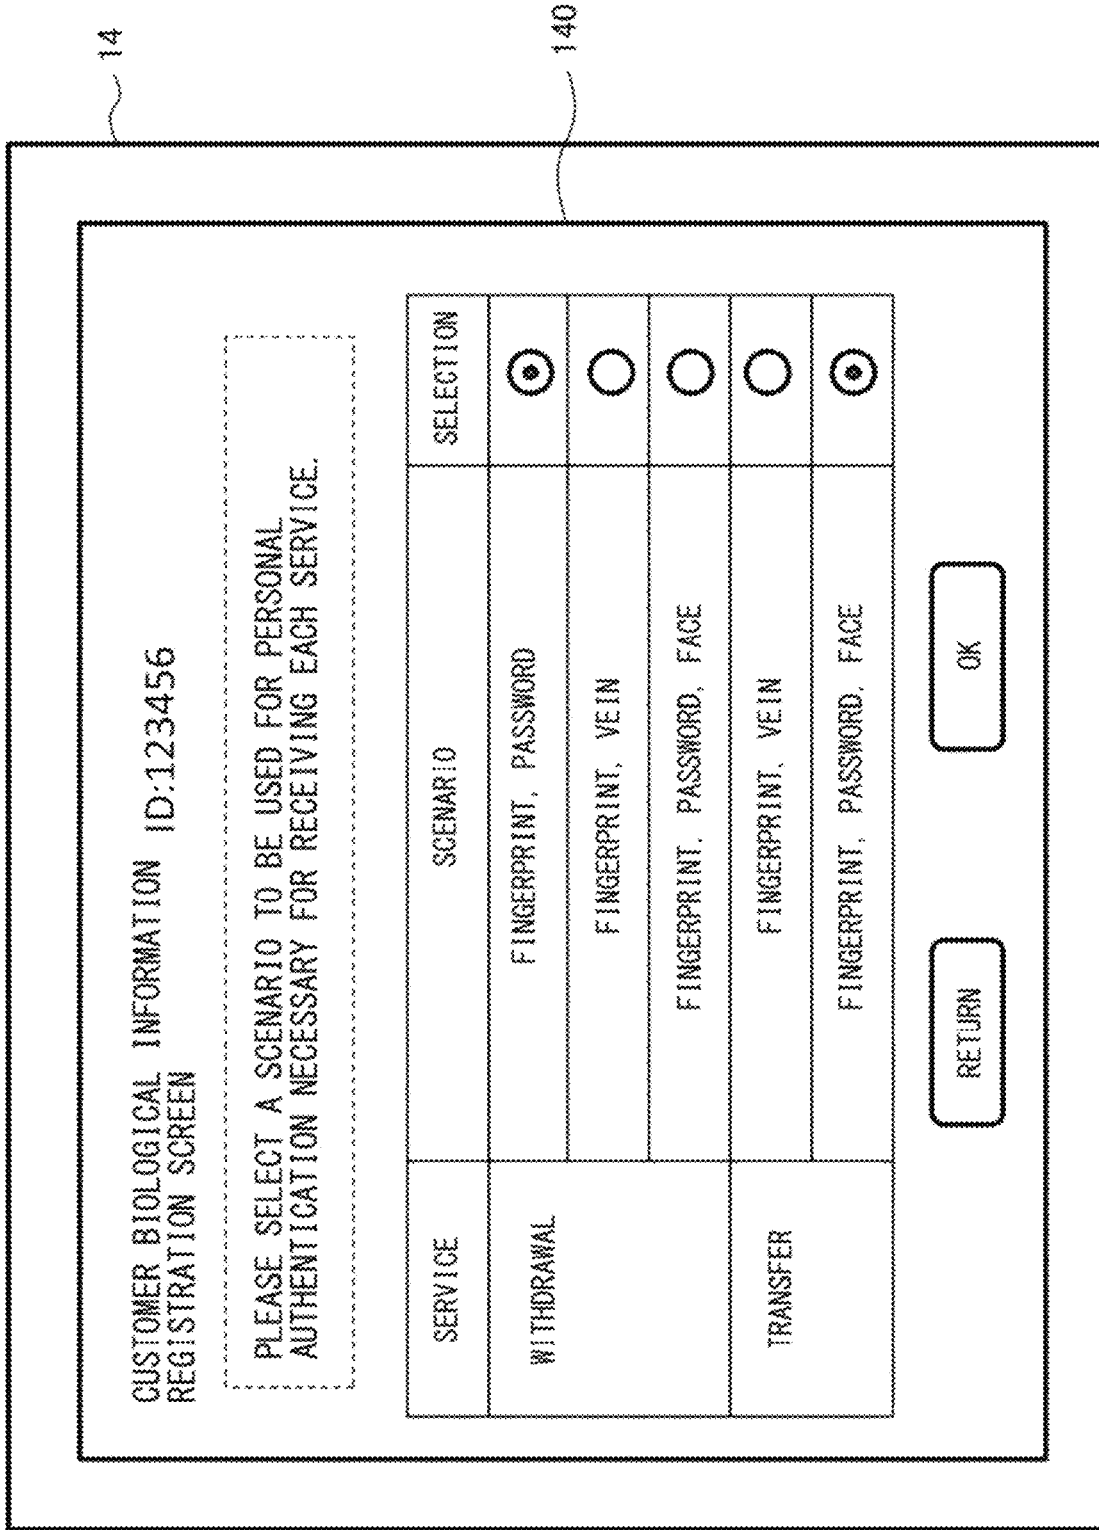 14
140
CUSTOMER BIOLOGICAL INFORMATION ID:123456
REGISTRATION SCREEN
PLEASE SELECT A SCENARIO TO BE USED FOR PERSONAL
AUTHENTICATION NECESSARY FOR RECEIVING EACH SERVICE.
SERVICE SCENARIO SELECTION
WITHDRAWAL FINGERPRINT, PASSWORD
FINGERPRINT, VEIN
FINGERPRINT, PASSWORD, FACE
TRANSFER FINGERPRINT, VEIN
FINGERPRINT, PASSWORD, FACE
RETURN OK